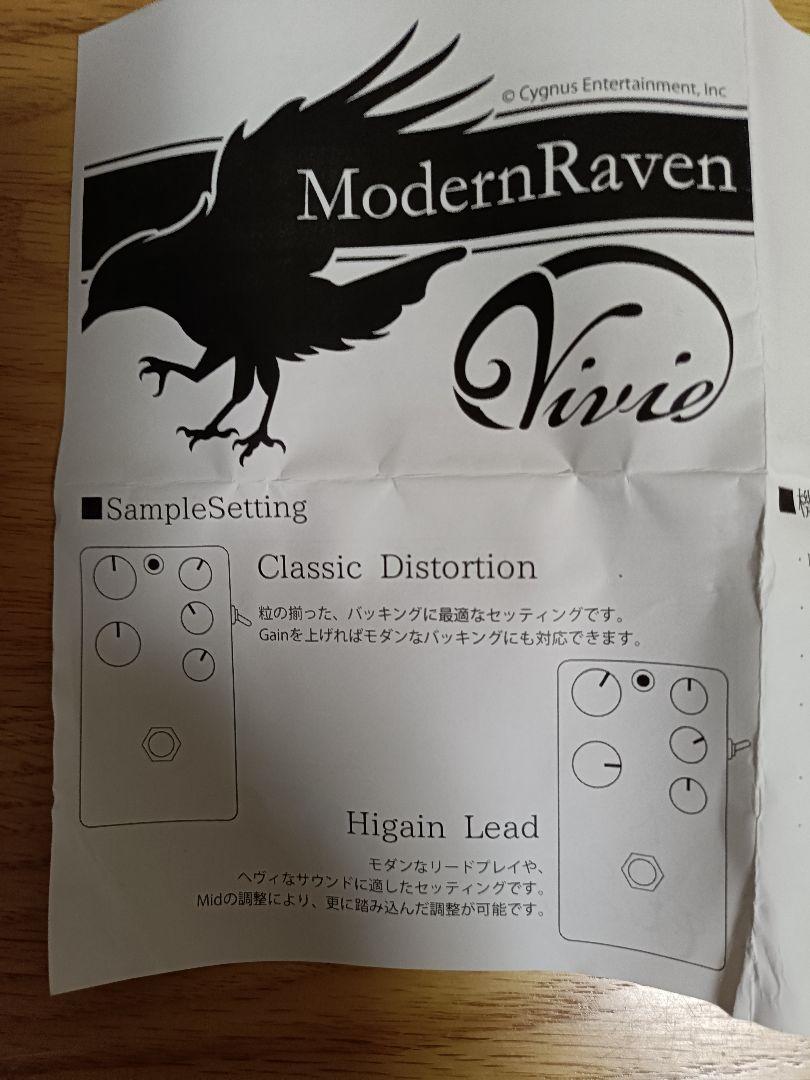 © Cygnus Entertainment, Inc
ModernRaven
Vivie
■SampleSetting
Classic Distortion
粒の揃った、バッキングに最適なセッティングです。
Gainを上げればモダンなバッキングにも対応できます。
Higain Lead
モダンなリードプレイや、
ヘヴィなサウンドに適したセッティングです。
Midの調整により、更に踏み込んだ調整が可能です。
■機